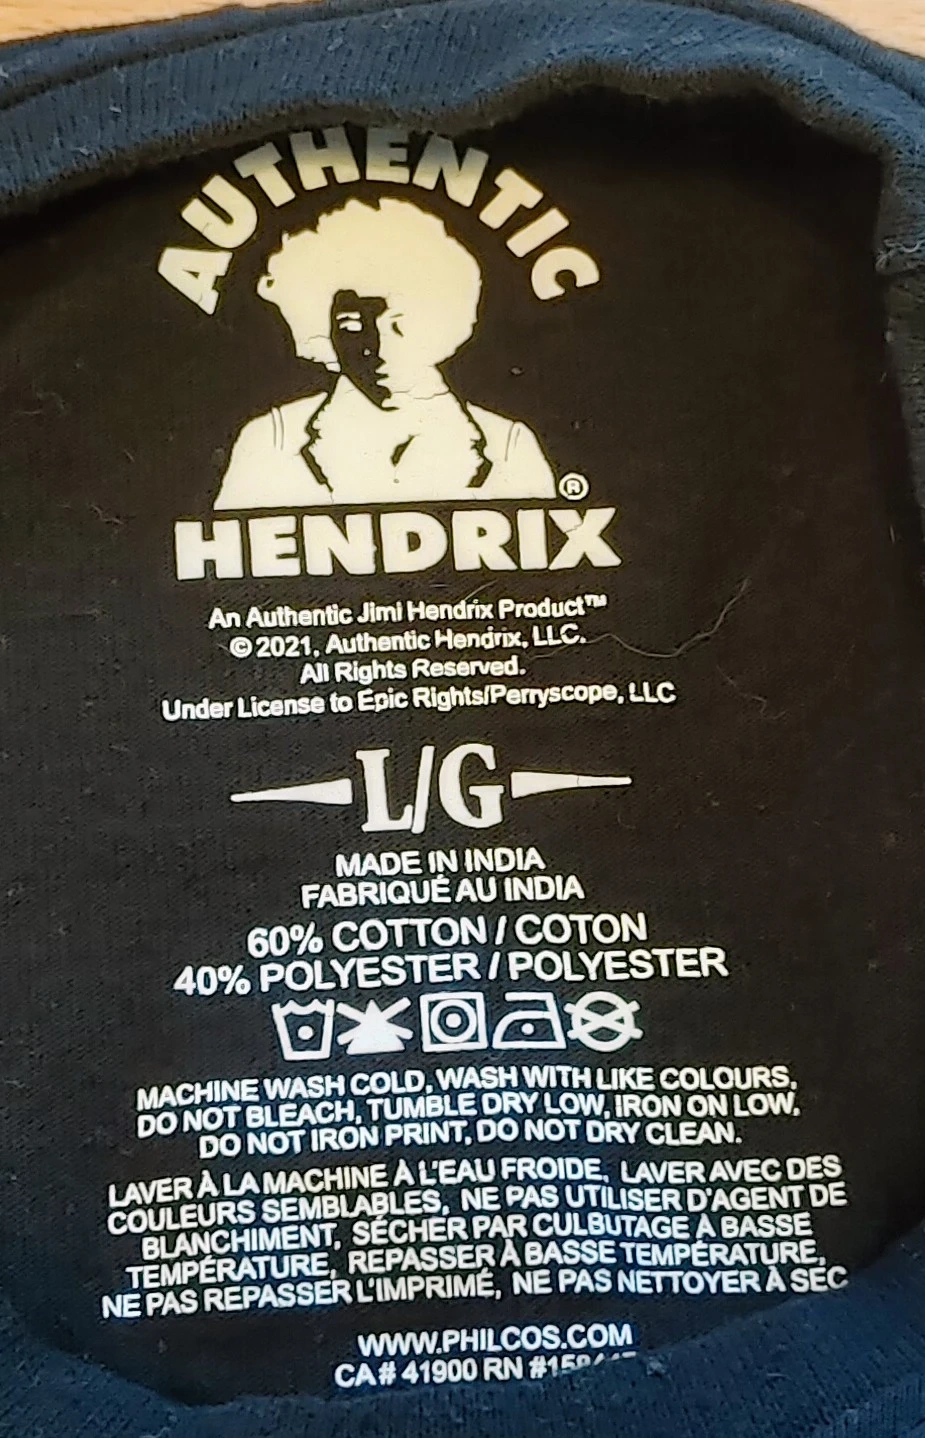 AUTHENTIC
®
HENDRIX
An Authentic Jimi Hendrix Product™
© 2021, Authentic Hendrix, LLC.
All Rights Reserved.
Under License to Epic Rights/Perryscope, LLC
L/G
MADE IN INDIA
FABRIQUÉ AU INDIA
60% COTTON / COTON
40% POLYESTER / POLYESTER
MACHINE WASH COLD, WASH WITH LIKE COLOURS,
DO NOT BLEACH, TUMBLE DRY LOW, IRON ON LOW,
DO NOT IRON PRINT, DO NOT DRY CLEAN.
LAVER À LA MACHINE À L'EAU FROIDE, LAVER AVEC DES
COULEURS SEMBLABLES, NE PAS UTILISER D'AGENT DE
BLANCHIMENT, SÉCHER PAR CULBUTAGE À BASSE
TEMPÉRATURE, REPASSER À BASSE TEMPÉRATURE,
NE PAS REPASSER L'IMPRIMÉ, NE PAS NETTOYER À SEC
WWW.PHILCOS.COM
CA# 41900 RN